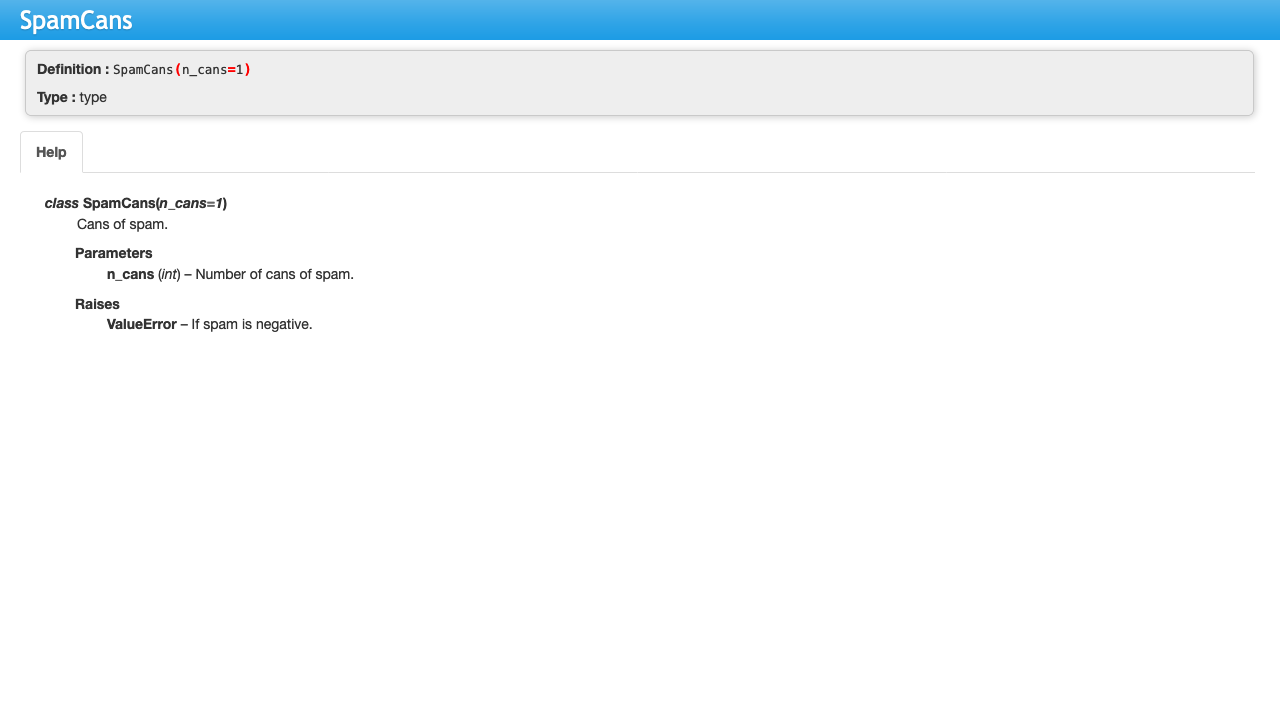 SpamCans
Definition : SpamCans(n_cans=1)
Type : type
Help
class SpamCans(n_cans=1)
Cans of spam.
Parameters
n_cans (int) – Number of cans of spam.
Raises
ValueError – If spam is negative.